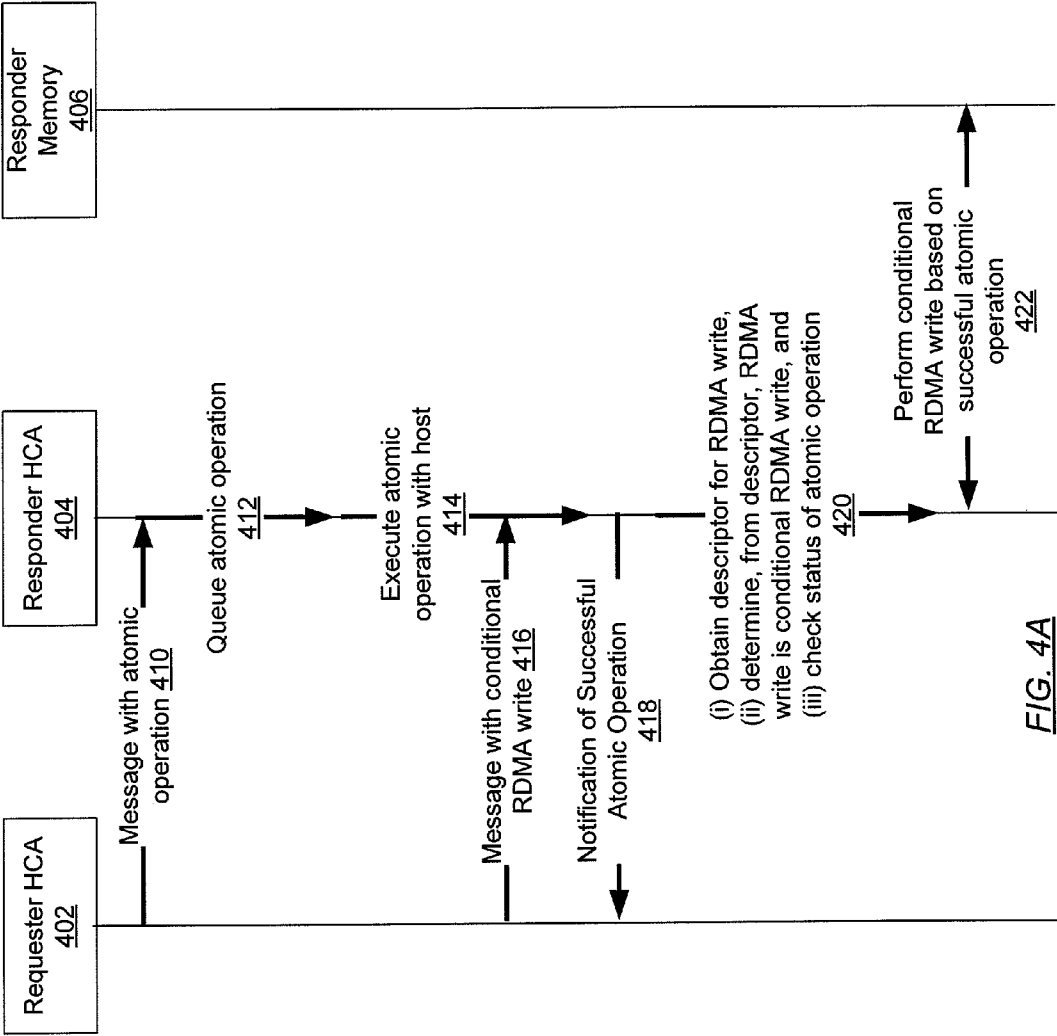 Requester HCA
402
Responder HCA
404
Responder
Memory
406
Message with atomic
operation 410
Queue atomic operation
412
Execute atomic
operation with host
414
Message with conditional
RDMA write 416
Notification of Successful
Atomic Operation
418
(i) Obtain descriptor for RDMA write,
(ii) determine, from descriptor, RDMA
write is conditional RDMA write, and
(iii) check status of atomic operation
420
Perform conditional
RDMA write based on
successful atomic
operation
422
FIG. 4A